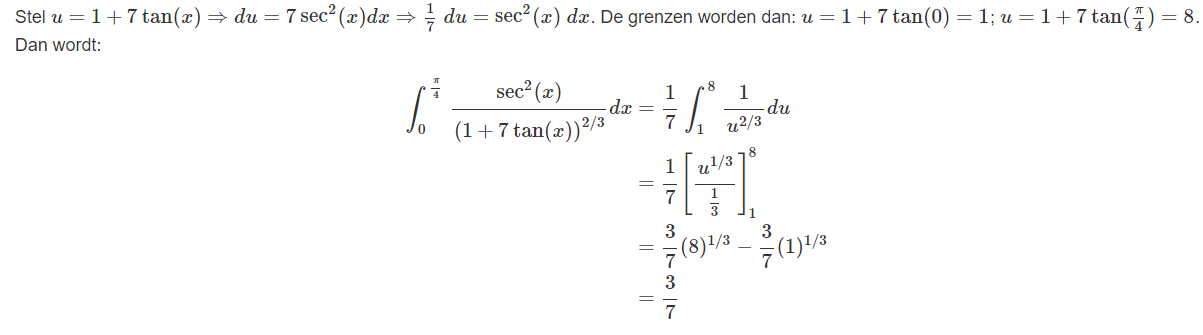 Stel u = 1 + 7 tan(x) ⇒ du = 7 sec²(x)dx ⇒ 1/7 du = sec²(x) dx. De grenzen worden dan: u = 1 + 7 tan(0) = 1; u = 1 + 7 tan(π/4) = 8.
Dan wordt:
∫₀^{π/4} sec²(x)/(1 + 7 tan(x))^{2/3} dx = 1/7 ∫₁⁸ 1/u^{2/3} du
= 1/7 [u^{1/3}/(1/3)]₁⁸
= 3/7 (8)^{1/3} − 3/7 (1)^{1/3}
= 3/7